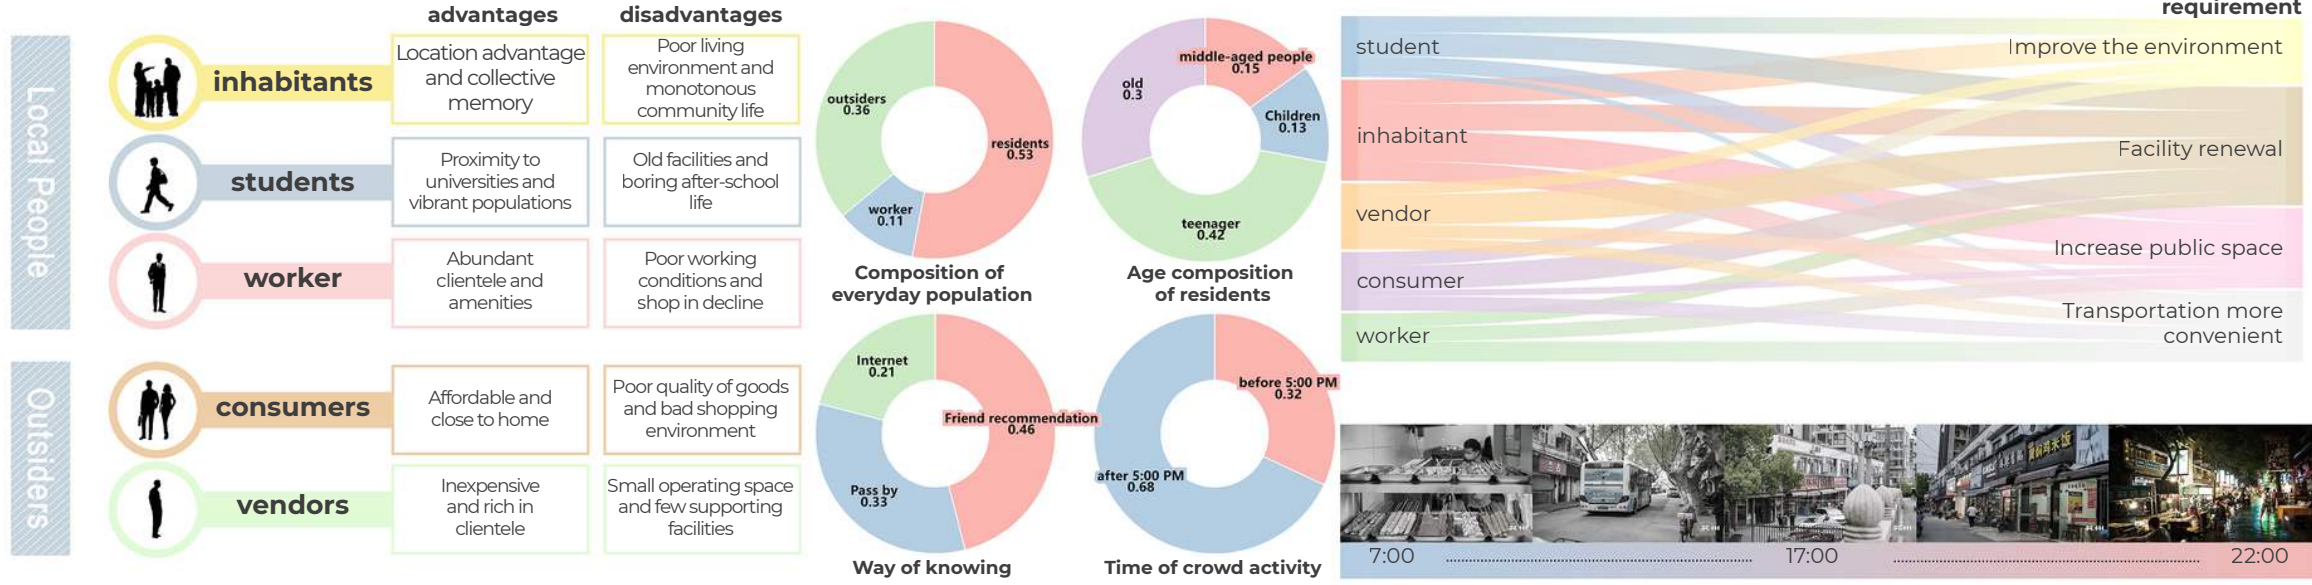 advantages
disadvantages
Local People
inhabitants
Location advantage
and collective
memory
Poor living
environment and
monotonous
community life
students
Proximity to
universities and
vibrant populations
Old facilities and
boring after-school
life
worker
Abundant
clientele and
amenities
Poor working
conditions and
shop in decline
Outsiders
consumers
Affordable and
close to home
Poor quality of goods
and bad shopping
environment
vendors
Inexpensive
and rich in
clientele
Small operating space
and few supporting
facilities
outsiders
0.36
residents
0.53
worker
0.11
Composition of
everyday population
middle-aged people
0.15
old
0.3
Children
0.13
teenager
0.42
Age composition
of residents
Internet
0.21
Friend recommendation
0.46
Pass by
0.33
Way of knowing
before 5:00 PM
0.32
after 5:00 PM
0.68
Time of crowd activity
requirement
student
inhabitant
vendor
consumer
worker
Improve the environment
Facility renewal
Increase public space
Transportation more
convenient
7:00
17:00
22:00